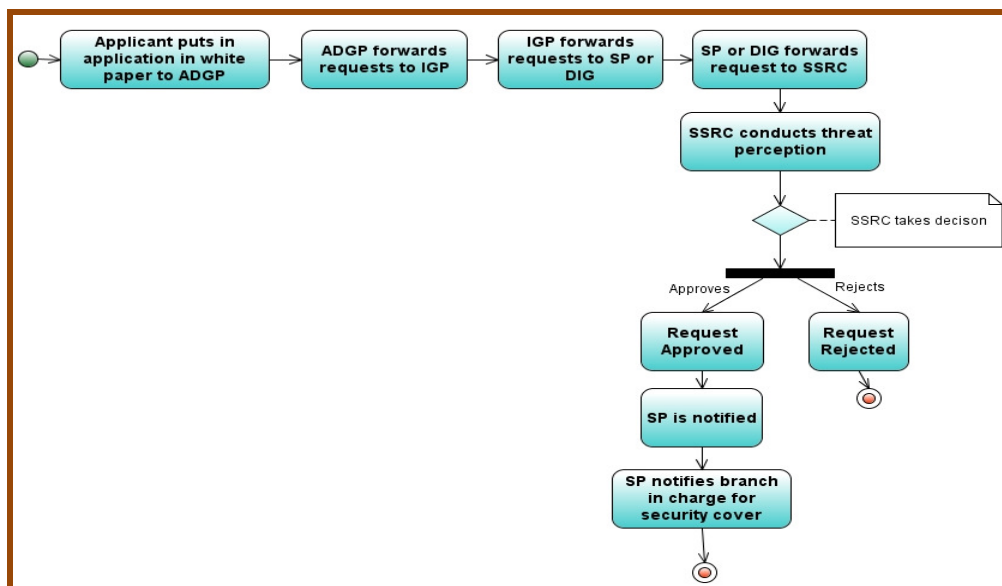 Applicant puts in
application in white
paper to ADGP
ADGP forwards
requests to IGP
IGP forwards
requests to SP or
DIG
SP or DIG forwards
request to SSRC
SSRC conducts threat
perception
SSRC takes decison
Approves
Rejects
Request
Approved
Request
Rejected
SP is notified
SP notifies branch
in charge for
security cover